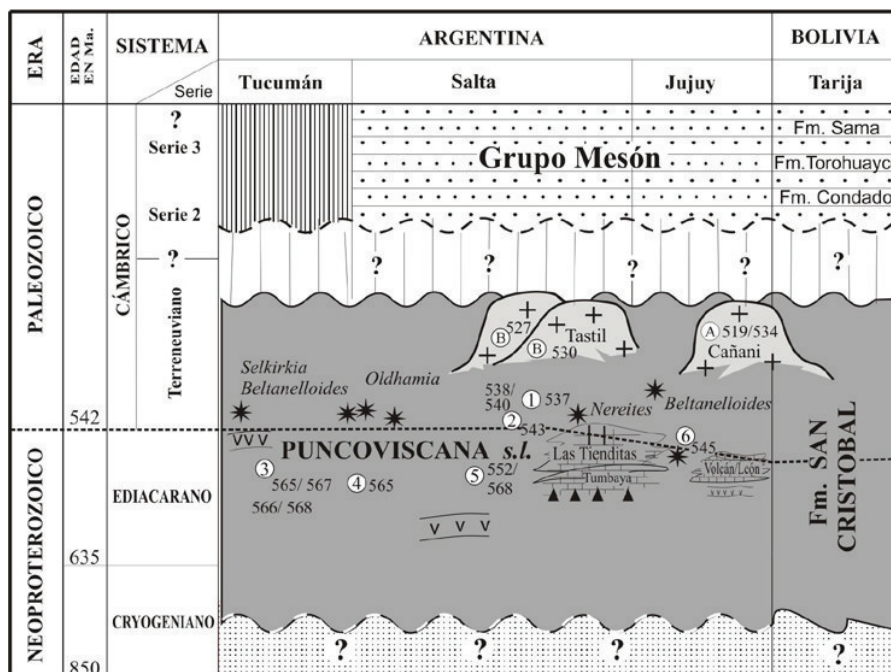 ERA
EDAD EN Ma.
SISTEMA
Serie
ARGENTINA
BOLIVIA
Tucumán
Salta
Jujuy
Tarija
PALEOZOICO
CÁMBRICO
?
Serie 3
Serie 2
?
Terreneuviano
Grupo Mesón
Fm. Sama
Fm.Torohuayc
Fm. Condado
? ? ? ? ?
B 527
B 530
Tastil
A 519/534
Cañani
Selkirkia
Beltanelloides
Oldhamia
538/
540
1 537
2 543
Nereites
Beltanelloides
542
V V V
PUNCOVISCANA s.l.
Las Tienditas
Tumbaya
6 545
Volcán/León
v v v v
3
565/ 567
566/ 568
4 565
5 552/
568
V V
Fm. SAN
CRISTOBAL
NEOPROTEROZOICO
EDIACARANO
635
CRYOGENIANO
850
? ? ? ?